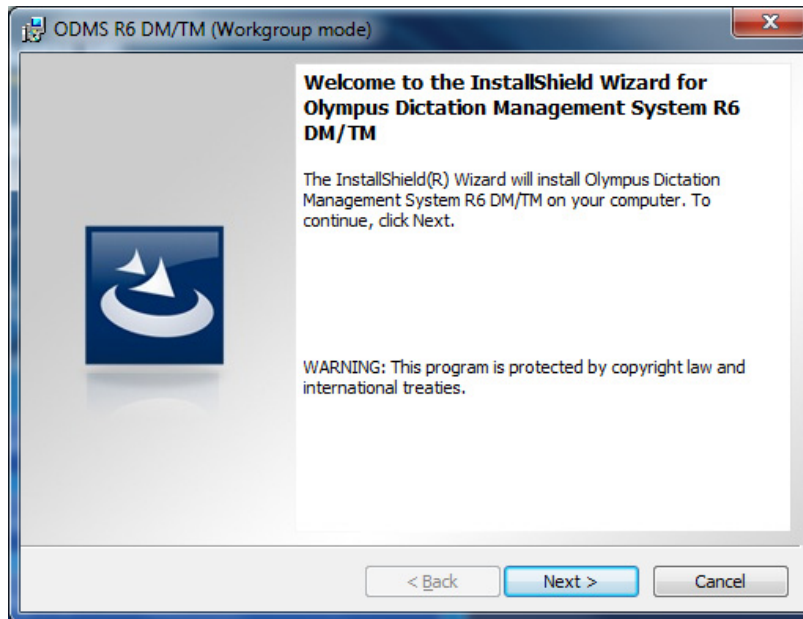 ODMS R6 DM/TM (Workgroup mode)
Welcome to the InstallShield Wizard for
Olympus Dictation Management System R6
DM/TM
The InstallShield(R) Wizard will install Olympus Dictation
Management System R6 DM/TM on your computer. To
continue, click Next.
WARNING: This program is protected by copyright law and
international treaties.
< Back Next > Cancel